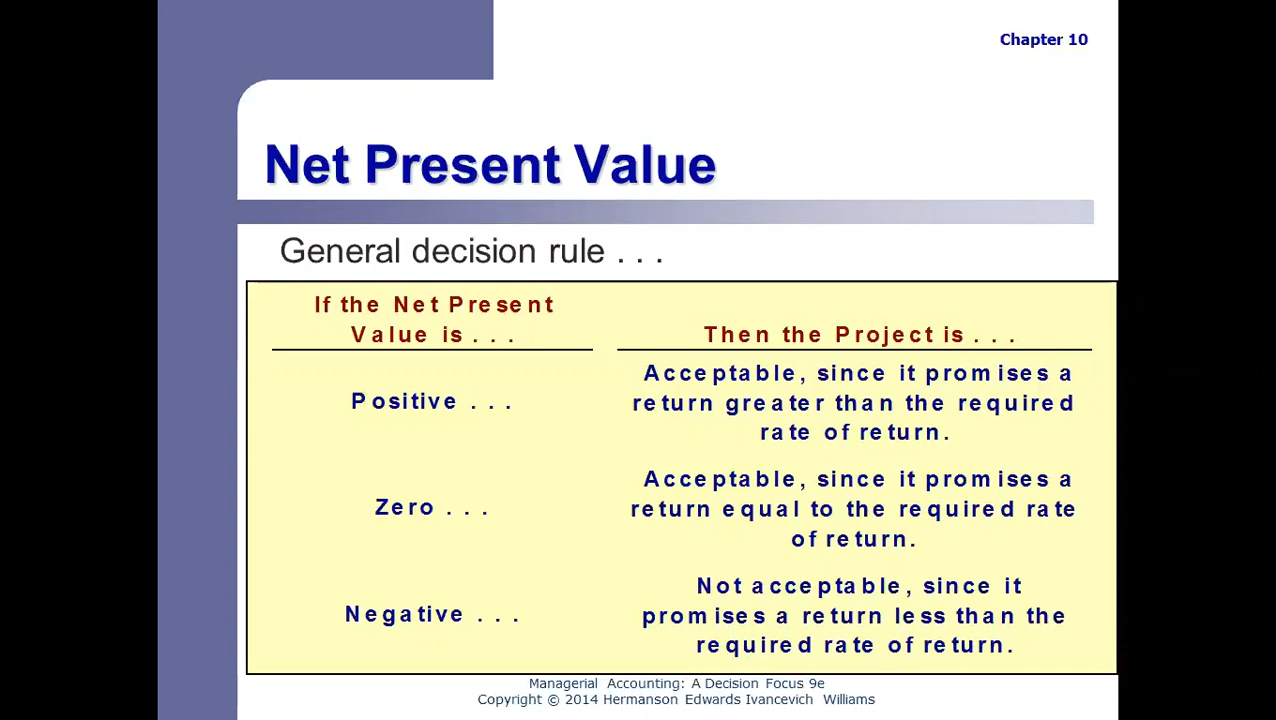 Chapter 10
Net Present Value
General decision rule . . .
If the Net Present
Value is . . .
Then the Project is . . .
Positive . . .
Acceptable, since it promises a
return greater than the required
rate of return.
Zero . . .
Acceptable, since it promises a
return equal to the required rate
of return.
Negative . . .
Not acceptable, since it
promises a return less than the
required rate of return.
Managerial Accounting: A Decision Focus 9e
Copyright © 2014 Hermanson Edwards Ivancevich Williams